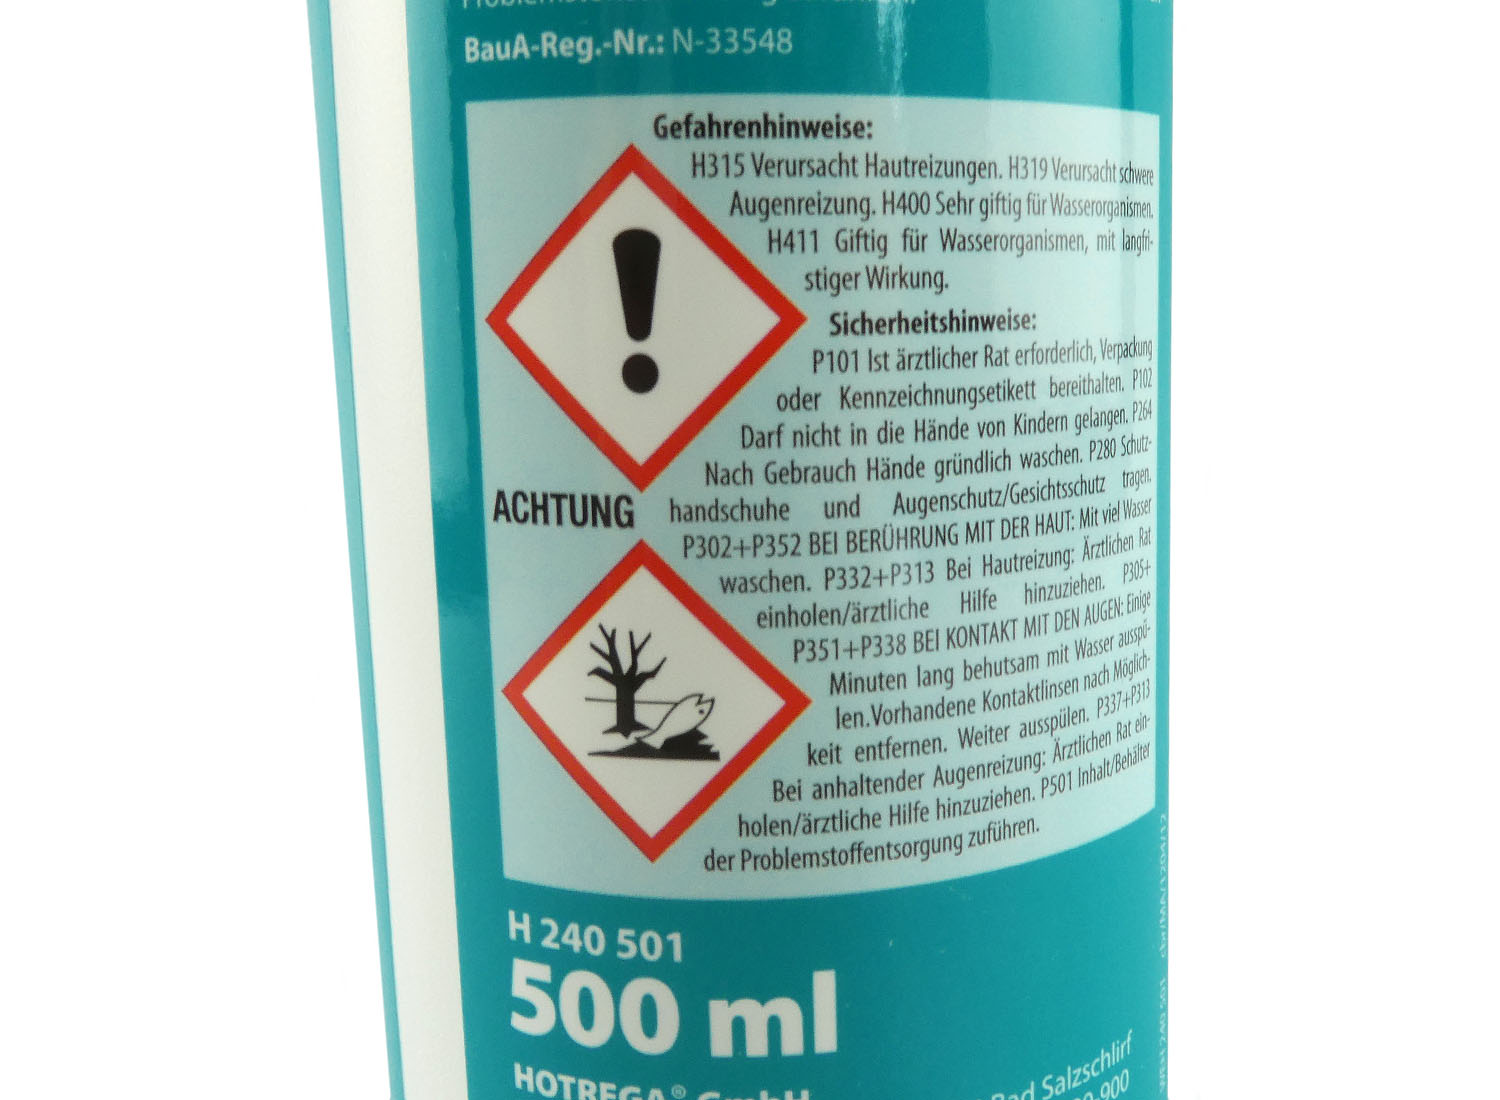 BauA-Reg.-Nr.: N-33548
Gefahrenhinweise:
H315 Verursacht Hautreizungen. H319 Verursacht schwere
Augenreizung. H400 Sehr giftig für Wasserorganismen.
H411 Giftig für Wasserorganismen, mit langfri-
stiger Wirkung.
Sicherheitshinweise:
P101 Ist ärztlicher Rat erforderlich, Verpackung
oder Kennzeichnungsetikett bereithalten. P102
Darf nicht in die Hände von Kindern gelangen. P264
Nach Gebrauch Hände gründlich waschen. P280 Schutz-
handschuhe und Augenschutz/Gesichtsschutz tragen.
P302+P352 BEI BERÜHRUNG MIT DER HAUT: Mit viel Wasser
waschen. P332+P313 Bei Hautreizung: Ärztlichen Rat
einholen/ärztliche Hilfe hinzuziehen. P305+
P351+P338 BEI KONTAKT MIT DEN AUGEN: Einige
Minuten lang behutsam mit Wasser ausspü-
len. Vorhandene Kontaktlinsen nach Möglich-
keit entfernen. Weiter ausspülen. P337+P313
Bei anhaltender Augenreizung: Ärztlichen Rat ein-
holen/ärztliche Hilfe hinzuziehen. P501 Inhalt/Behälter
der Problemstoffentsorgung zuführen.
ACHTUNG
H 240 501
500 ml
HOTREGA® GmbH
Bad Salzschlirf